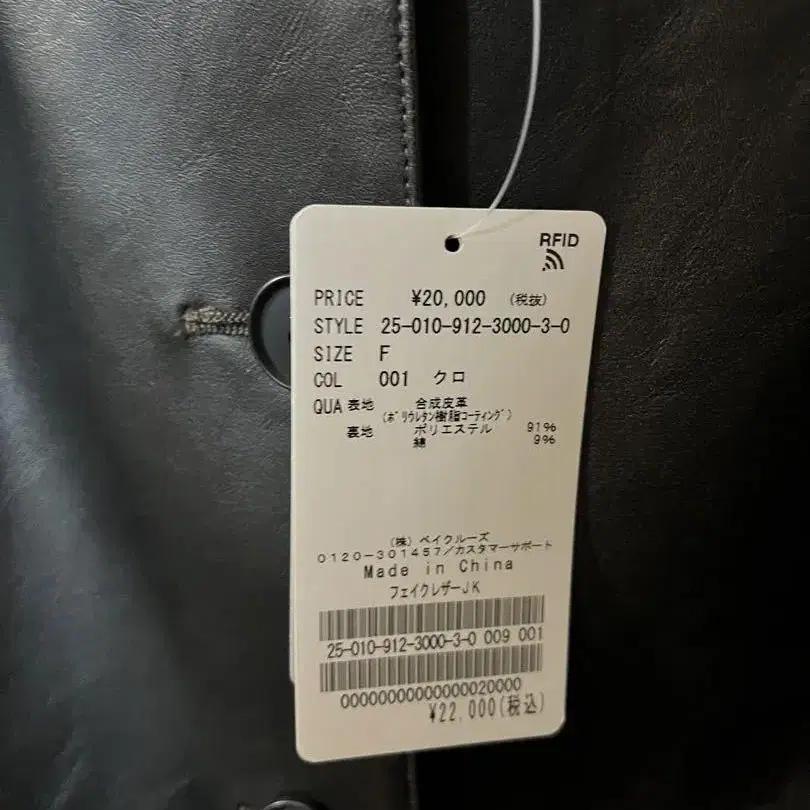 RFID
PRICE ¥20,000 (税抜)
STYLE 25-010-912-3000-3-0
SIZE F
COL 001 クロ
QUA 表地 合成皮革
(ポリウレタン樹脂コーティング)
裏地 ポリエステル 91%
綿 9%
(株) ベイクルーズ
0120-301457/カスタマーサポート
Made in China
フェイクレザーJK
25-010-912-3000-3-0 009 001
00000000000000020000
¥22,000(税込)